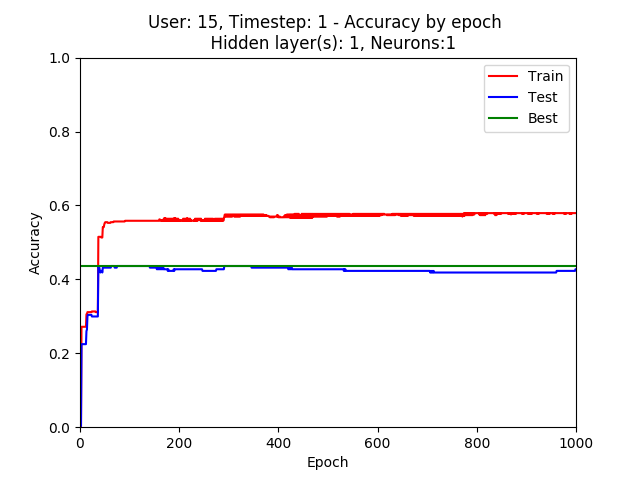 User: 15, Timestep: 1 - Accuracy by epoch
Hidden layer(s): 1, Neurons:1
Train
Test
Best
Accuracy
1.0
0.8
0.6
0.4
0.2
0.0
0
200
400
600
800
1000
Epoch